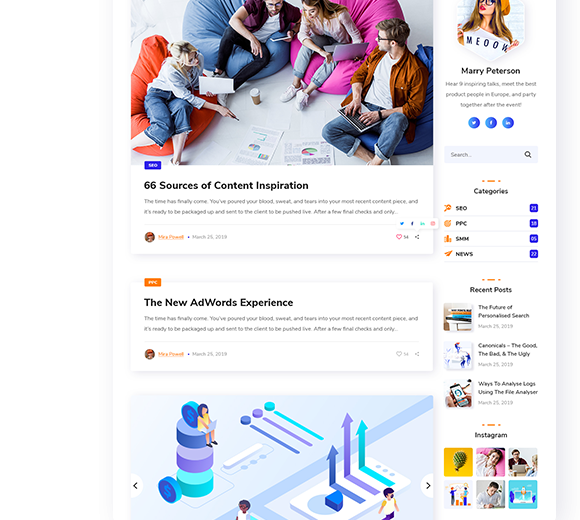 SEO
66 Sources of Content Inspiration
The time has finally come. You've poured your blood, sweat, and tears into your most recent content piece, and
it's ready to be packaged up and sent to the client to be pushed live. After a few final checks and only...
Mira Powell • March 25, 2019
54
PPC
The New AdWords Experience
The time has finally come. You've poured your blood, sweat, and tears into your most recent content piece, and
it's ready to be packaged up and sent to the client to be pushed live. After a few final checks and only...
Mira Powell • March 25, 2019
54
MEOOW
Marry Peterson
Hear 9 inspiring talks, meet the best
product people in Europe, and party
together after the event!
Search...
Categories
SEO 21
PPC 18
SMM 05
NEWS 22
Recent Posts
The Future of
Personalised Search
March 25, 2019
Canonicals – The Good,
The Bad, & The Ugly
March 25, 2019
Ways To Analyse Logs
Using The File Analyser
March 25, 2019
Instagram